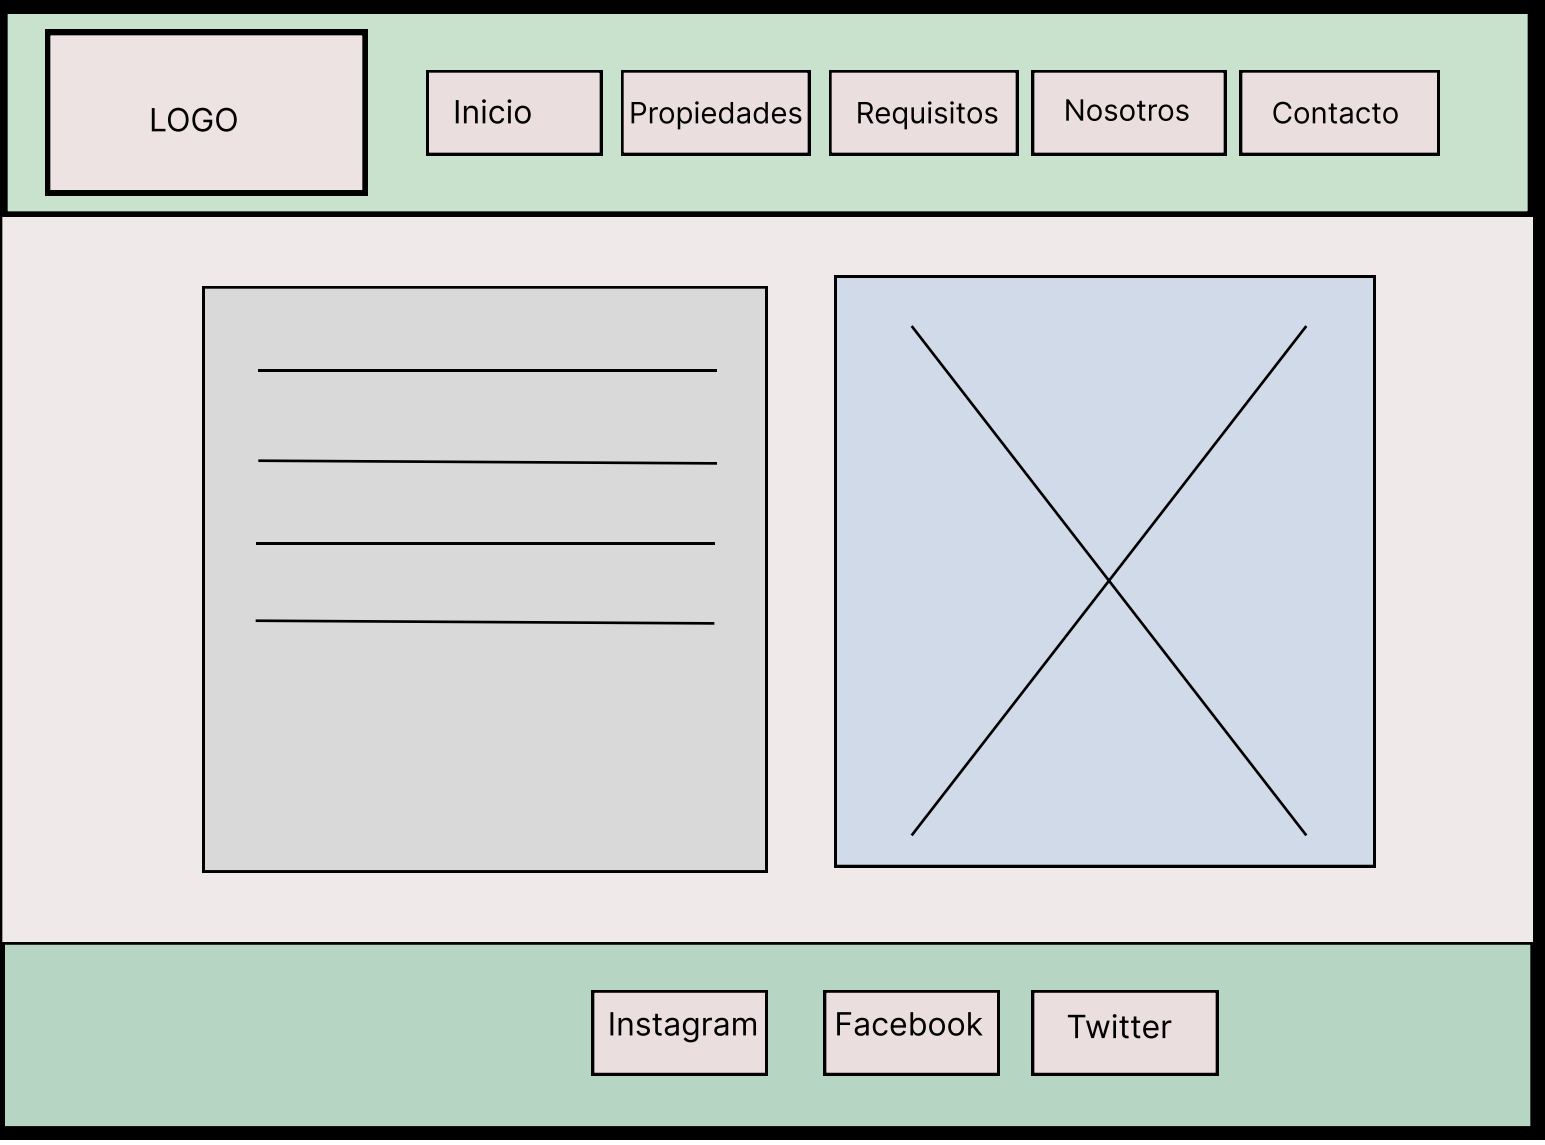 LOGO
Inicio
Propiedades
Requisitos
Nosotros
Contacto
Instagram
Facebook
Twitter